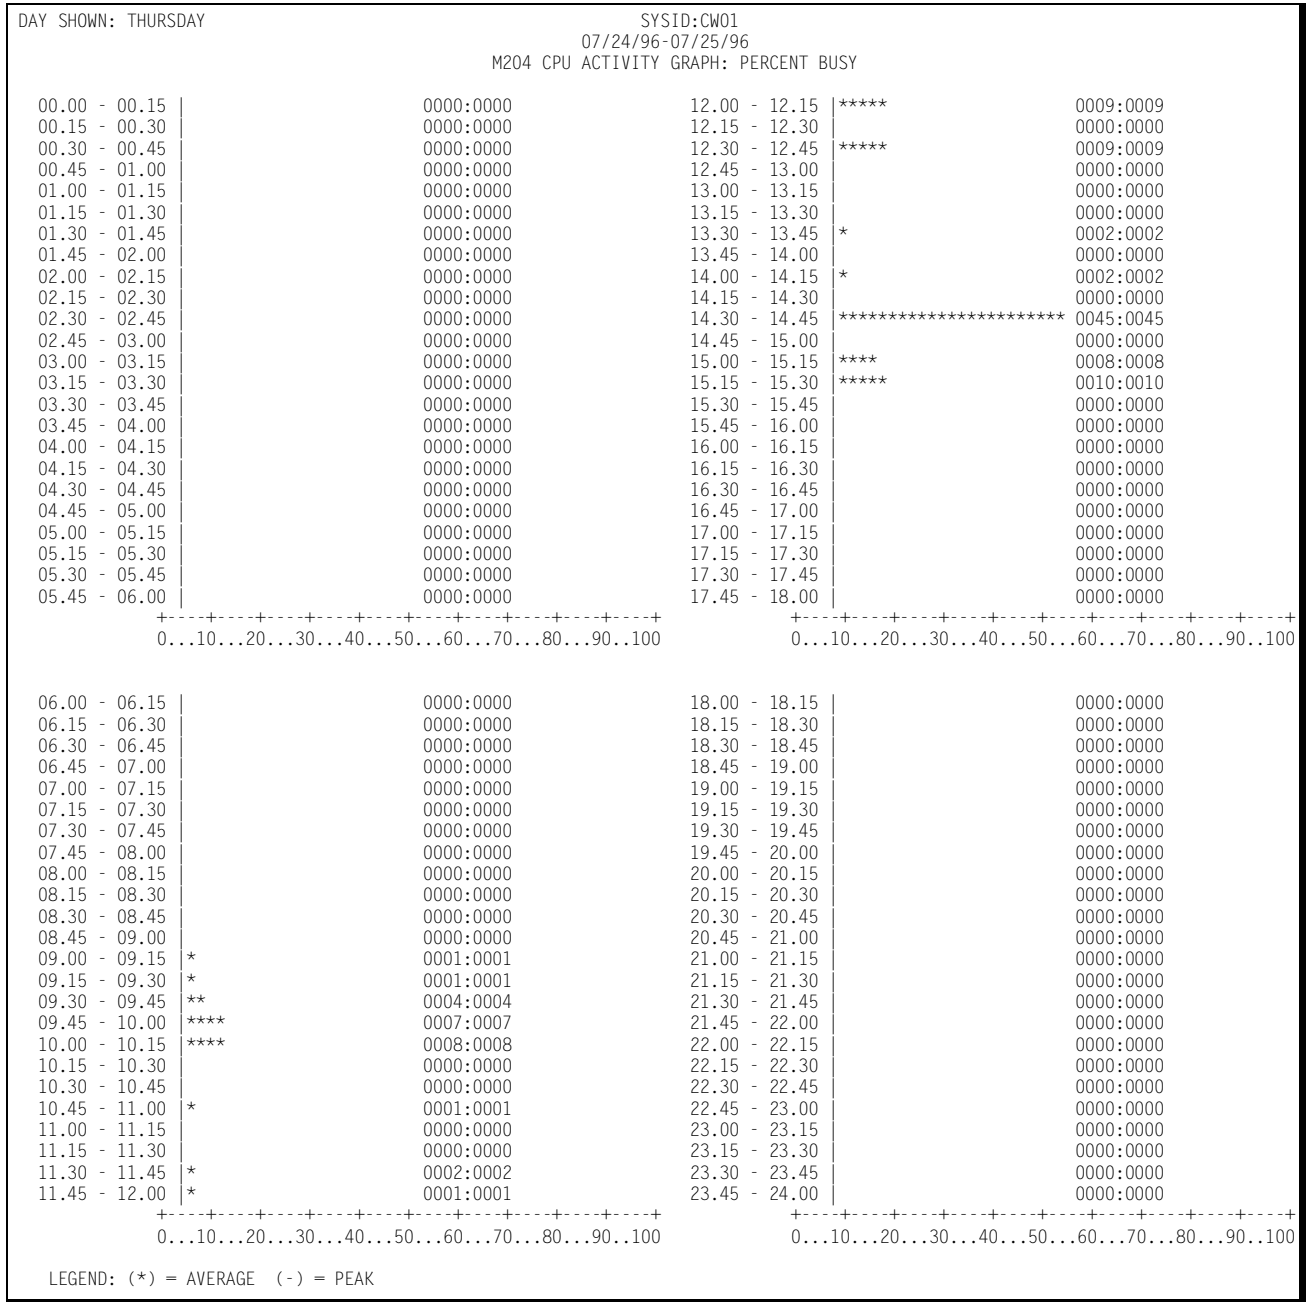 DAY SHOWN: THURSDAY SYSID:CW01
07/24/96-07/25/96
M204 CPU ACTIVITY GRAPH: PERCENT BUSY
00.00 - 00.15 | 0000:0000 12.00 - 12.15 |***** 0009:0009
00.15 - 00.30 | 0000:0000 12.15 - 12.30 | 0000:0000
00.30 - 00.45 | 0000:0000 12.30 - 12.45 |***** 0009:0009
00.45 - 01.00 | 0000:0000 12.45 - 13.00 | 0000:0000
01.00 - 01.15 | 0000:0000 13.00 - 13.15 | 0000:0000
01.15 - 01.30 | 0000:0000 13.15 - 13.30 | 0000:0000
01.30 - 01.45 | 0000:0000 13.30 - 13.45 |* 0002:0002
01.45 - 02.00 | 0000:0000 13.45 - 14.00 | 0000:0000
02.00 - 02.15 | 0000:0000 14.00 - 14.15 |* 0002:0002
02.15 - 02.30 | 0000:0000 14.15 - 14.30 | 0000:0000
02.30 - 02.45 | 0000:0000 14.30 - 14.45 |*********************** 0045:0045
02.45 - 03.00 | 0000:0000 14.45 - 15.00 | 0000:0000
03.00 - 03.15 | 0000:0000 15.00 - 15.15 |**** 0008:0008
03.15 - 03.30 | 0000:0000 15.15 - 15.30 |***** 0010:0010
03.30 - 03.45 | 0000:0000 15.30 - 15.45 | 0000:0000
03.45 - 04.00 | 0000:0000 15.45 - 16.00 | 0000:0000
04.00 - 04.15 | 0000:0000 16.00 - 16.15 | 0000:0000
04.15 - 04.30 | 0000:0000 16.15 - 16.30 | 0000:0000
04.30 - 04.45 | 0000:0000 16.30 - 16.45 | 0000:0000
04.45 - 05.00 | 0000:0000 16.45 - 17.00 | 0000:0000
05.00 - 05.15 | 0000:0000 17.00 - 17.15 | 0000:0000
05.15 - 05.30 | 0000:0000 17.15 - 17.30 | 0000:0000
05.30 - 05.45 | 0000:0000 17.30 - 17.45 | 0000:0000
05.45 - 06.00 | 0000:0000 17.45 - 18.00 | 0000:0000
+----+----+----+----+----+----+----+----+----+----+ +----+----+----+----+----+----+----+----+----+----+
0...10...20...30...40...50...60...70...80...90..100 0...10...20...30...40...50...60...70...80...90..100
06.00 - 06.15 | 0000:0000 18.00 - 18.15 | 0000:0000
06.15 - 06.30 | 0000:0000 18.15 - 18.30 | 0000:0000
06.30 - 06.45 | 0000:0000 18.30 - 18.45 | 0000:0000
06.45 - 07.00 | 0000:0000 18.45 - 19.00 | 0000:0000
07.00 - 07.15 | 0000:0000 19.00 - 19.15 | 0000:0000
07.15 - 07.30 | 0000:0000 19.15 - 19.30 | 0000:0000
07.30 - 07.45 | 0000:0000 19.30 - 19.45 | 0000:0000
07.45 - 08.00 | 0000:0000 19.45 - 20.00 | 0000:0000
08.00 - 08.15 | 0000:0000 20.00 - 20.15 | 0000:0000
08.15 - 08.30 | 0000:0000 20.15 - 20.30 | 0000:0000
08.30 - 08.45 | 0000:0000 20.30 - 20.45 | 0000:0000
08.45 - 09.00 | 0000:0000 20.45 - 21.00 | 0000:0000
09.00 - 09.15 |* 0001:0001 21.00 - 21.15 | 0000:0000
09.15 - 09.30 |* 0001:0001 21.15 - 21.30 | 0000:0000
09.30 - 09.45 |** 0004:0004 21.30 - 21.45 | 0000:0000
09.45 - 10.00 |**** 0007:0007 21.45 - 22.00 | 0000:0000
10.00 - 10.15 |**** 0008:0008 22.00 - 22.15 | 0000:0000
10.15 - 10.30 | 0000:0000 22.15 - 22.30 | 0000:0000
10.30 - 10.45 | 0000:0000 22.30 - 22.45 | 0000:0000
10.45 - 11.00 |* 0001:0001 22.45 - 23.00 | 0000:0000
11.00 - 11.15 | 0000:0000 23.00 - 23.15 | 0000:0000
11.15 - 11.30 | 0000:0000 23.15 - 23.30 | 0000:0000
11.30 - 11.45 |* 0002:0002 23.30 - 23.45 | 0000:0000
11.45 - 12.00 |* 0001:0001 23.45 - 24.00 | 0000:0000
+----+----+----+----+----+----+----+----+----+----+ +----+----+----+----+----+----+----+----+----+----+
0...10...20...30...40...50...60...70...80...90..100 0...10...20...30...40...50...60...70...80...90..100
LEGEND: (*) = AVERAGE (-) = PEAK